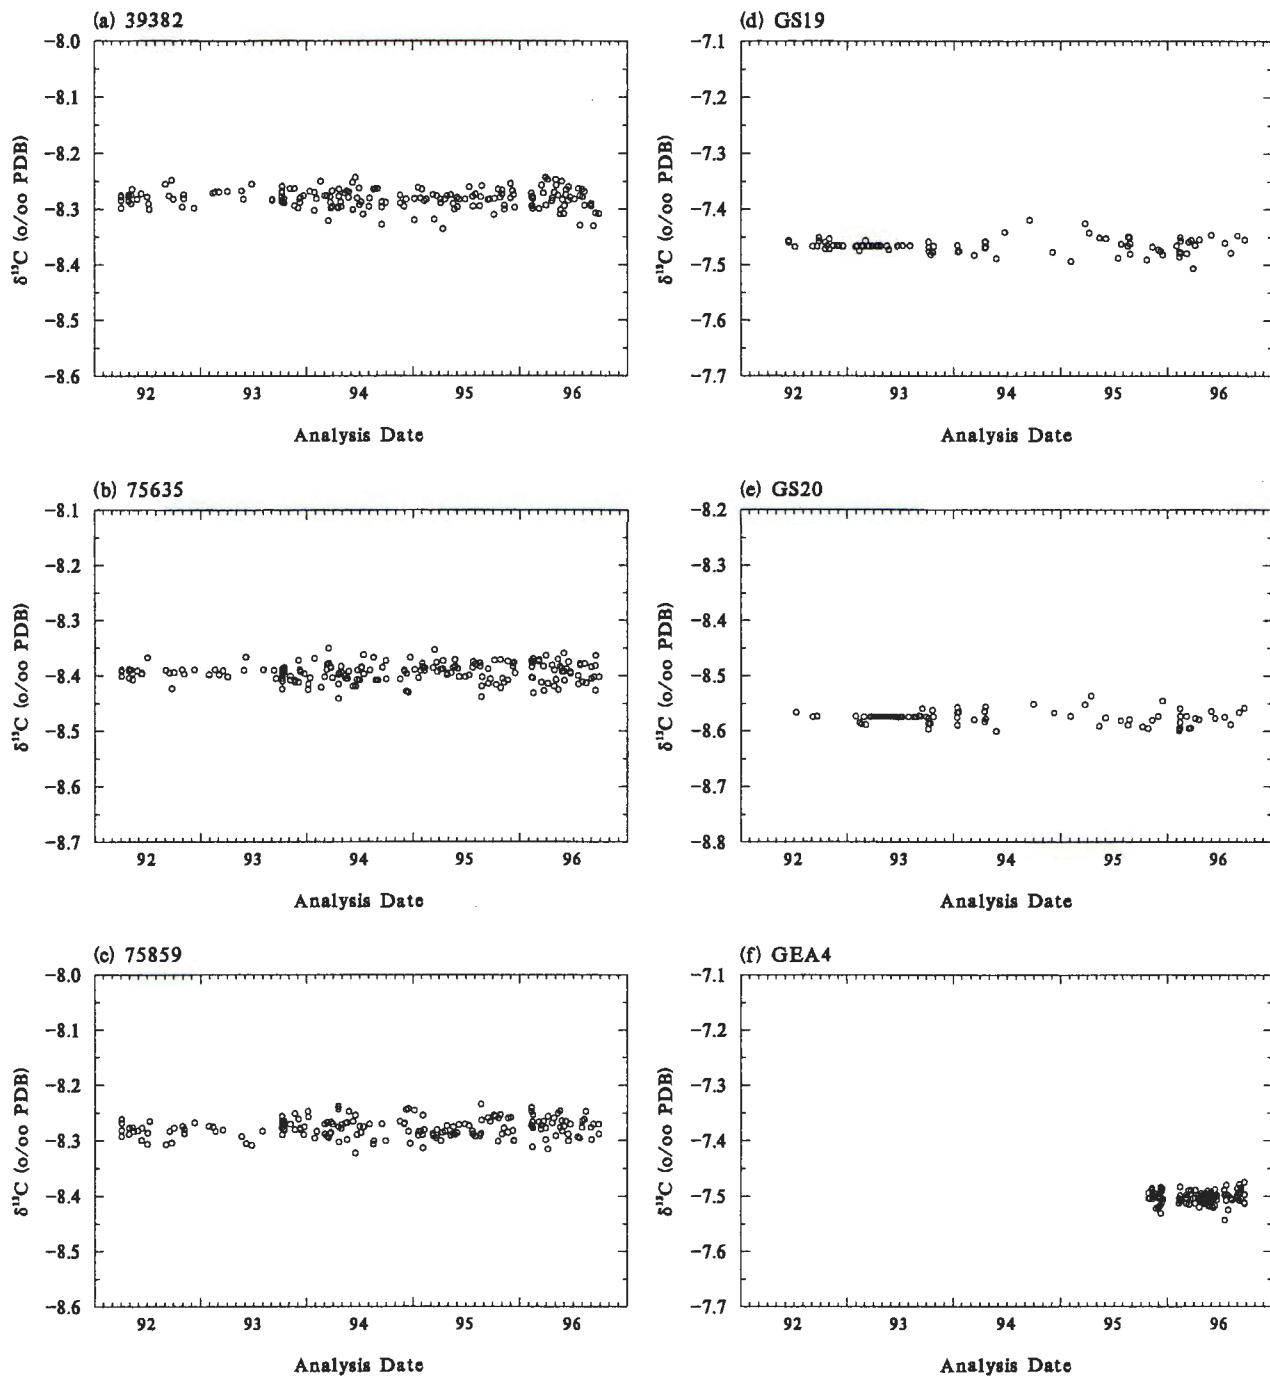 (a) 39382
−8.0
−8.1
−8.2
−8.3
−8.4
−8.5
−8.6
δ¹³C (o/oo PDB)
92 93 94 95 96
Analysis Date
(d) GS19
−7.1
−7.2
−7.3
−7.4
−7.5
−7.6
−7.7
δ¹³C (o/oo PDB)
92 93 94 95 96
Analysis Date
(b) 75635
−8.1
−8.2
−8.3
−8.4
−8.5
−8.6
−8.7
δ¹³C (o/oo PDB)
92 93 94 95 96
Analysis Date
(e) GS20
−8.2
−8.3
−8.4
−8.5
−8.6
−8.7
−8.8
δ¹³C (o/oo PDB)
92 93 94 95 96
Analysis Date
(c) 75859
−8.0
−8.1
−8.2
−8.3
−8.4
−8.5
−8.6
δ¹³C (o/oo PDB)
92 93 94 95 96
Analysis Date
(f) GEA4
−7.1
−7.2
−7.3
−7.4
−7.5
−7.6
−7.7
δ¹³C (o/oo PDB)
92 93 94 95 96
Analysis Date